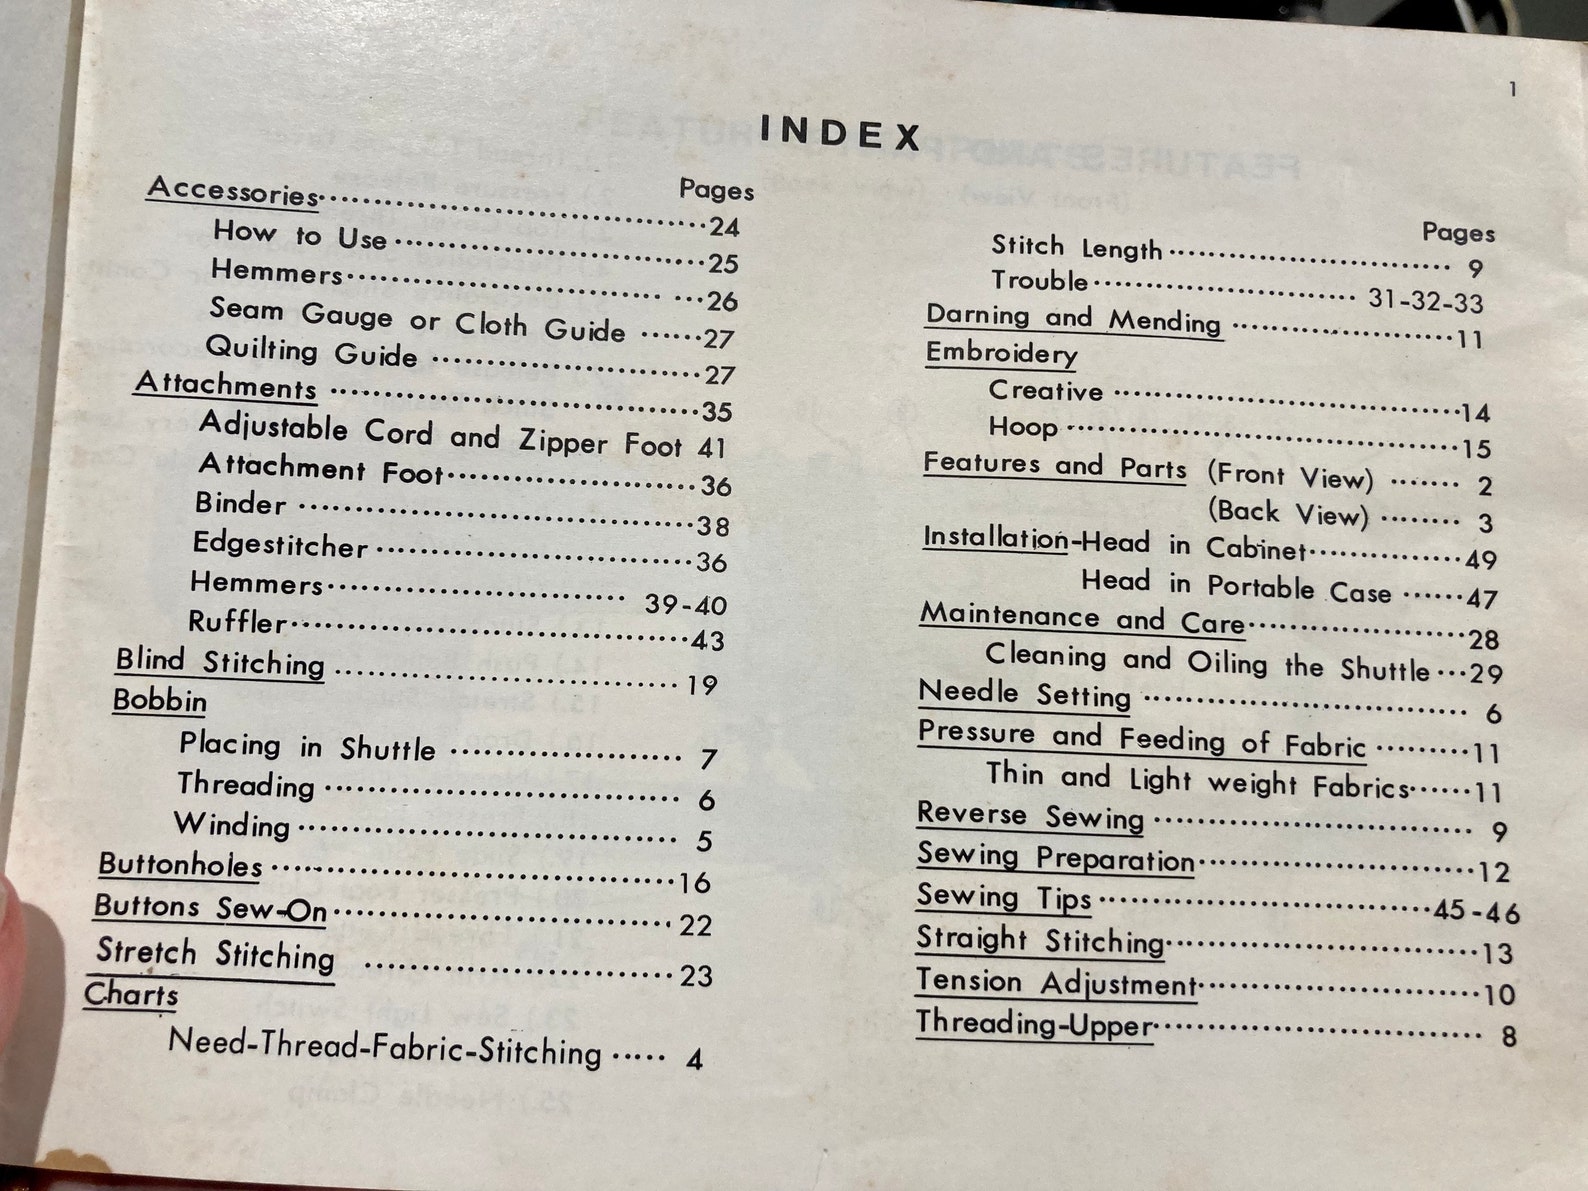 1
INDEX
Pages
Accessories......24
How to Use......25
Hemmers......26
Seam Gauge or Cloth Guide ......27
Quilting Guide ......27
Attachments ......35
Adjustable Cord and Zipper Foot 41
Attachment Foot......36
Binder ......38
Edgestitcher ......36
Hemmers...... 39-40
Ruffler......43
Blind Stitching ......19
Bobbin
Placing in Shuttle ...... 7
Threading ...... 6
Winding ...... 5
Buttonholes ......16
Buttons Sew-On......22
Stretch Stitching ......23
Charts
Need-Thread-Fabric-Stitching ..... 4
Pages
Stitch Length ...... 9
Trouble...... 31-32-33
Darning and Mending ......11
Embroidery
Creative ......14
Hoop ......15
Features and Parts (Front View) ....... 2
(Back View) ........ 3
Installation-Head in Cabinet......49
Head in Portable Case ......47
Maintenance and Care......28
Cleaning and Oiling the Shuttle...29
Needle Setting ...... 6
Pressure and Feeding of Fabric ......11
Thin and Light weight Fabrics......11
Reverse Sewing ...... 9
Sewing Preparation......12
Sewing Tips ......45-46
Straight Stitching......13
Tension Adjustment......10
Threading-Upper...... 8